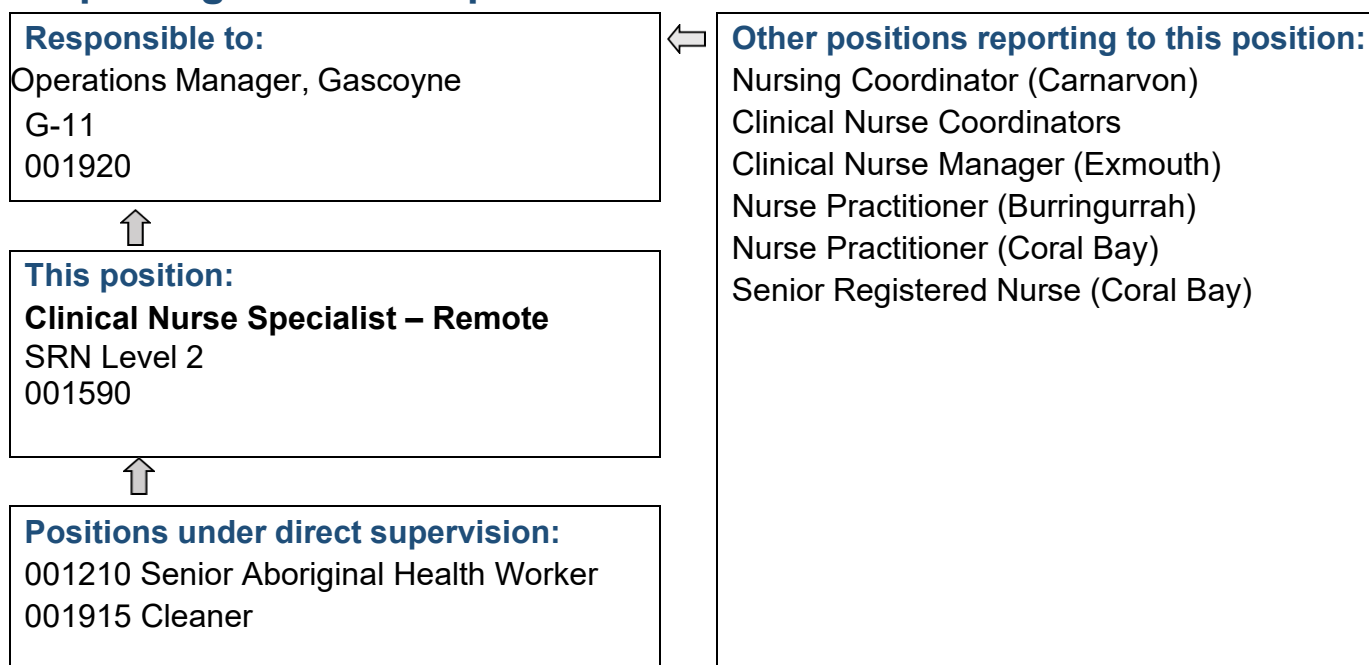 Responsible to:
Operations Manager, Gascoyne
G-11
001920
This position:
Clinical Nurse Specialist – Remote
SRN Level 2
001590
Positions under direct supervision:
001210 Senior Aboriginal Health Worker
001915 Cleaner
Other positions reporting to this position:
Nursing Coordinator (Carnarvon)
Clinical Nurse Coordinators
Clinical Nurse Manager (Exmouth)
Nurse Practitioner (Burringurrah)
Nurse Practitioner (Coral Bay)
Senior Registered Nurse (Coral Bay)